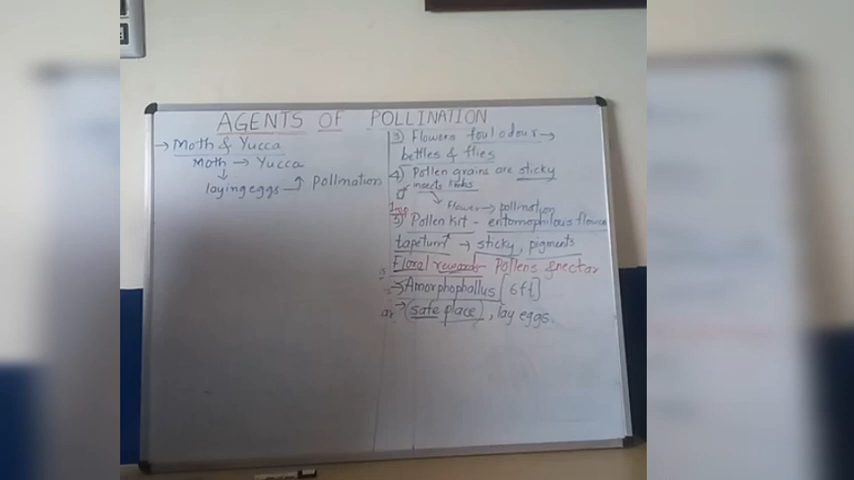 AGENTS OF POLLINATION
→ Moth & Yucca
Moth → Yucca
↓
laying eggs → Pollination
3) Flowers foul odour →
bettles & flies
4) Pollen grains are sticky
insects limbs
Flower → pollination
5) Pollen Kit - entomophilous flower
tapetum → sticky, pigments
Floral rewards - Pollens & nectar
→ Amorphophallus [6ft]
→ (safe place), lay eggs.